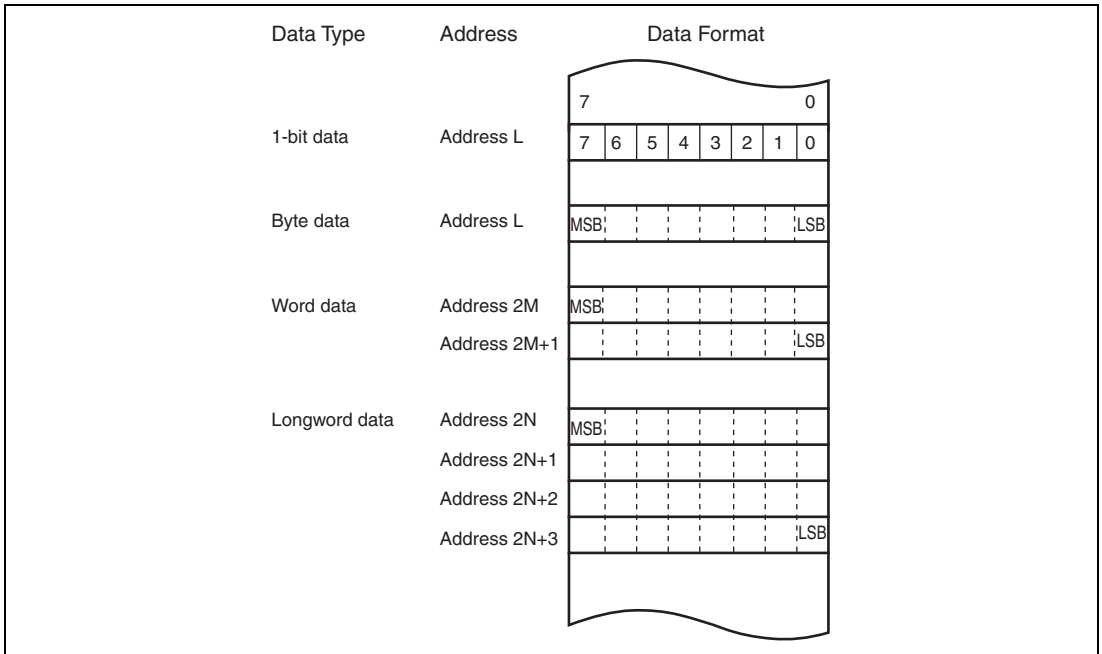 Data Type Address Data Format
7 0
1-bit data Address L 7 6 5 4 3 2 1 0
Byte data Address L MSB LSB
Word data Address 2M MSB
Address 2M+1 LSB
Longword data Address 2N MSB
Address 2N+1
Address 2N+2
Address 2N+3 LSB